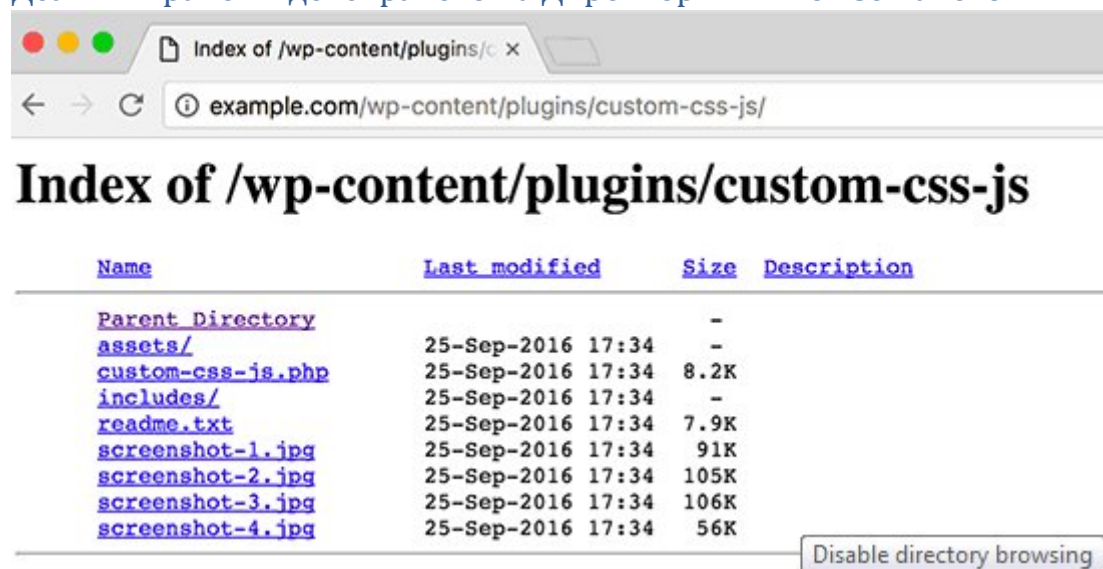 Index of /wp-content/plugins/c ×
example.com/wp-content/plugins/custom-css-js/
Index of /wp-content/plugins/custom-css-js
Name Last modified Size Description
Parent Directory -
assets/ 25-Sep-2016 17:34 -
custom-css-js.php 25-Sep-2016 17:34 8.2K
includes/ 25-Sep-2016 17:34 -
readme.txt 25-Sep-2016 17:34 7.9K
screenshot-1.jpg 25-Sep-2016 17:34 91K
screenshot-2.jpg 25-Sep-2016 17:34 105K
screenshot-3.jpg 25-Sep-2016 17:34 106K
screenshot-4.jpg 25-Sep-2016 17:34 56K
Disable directory browsing